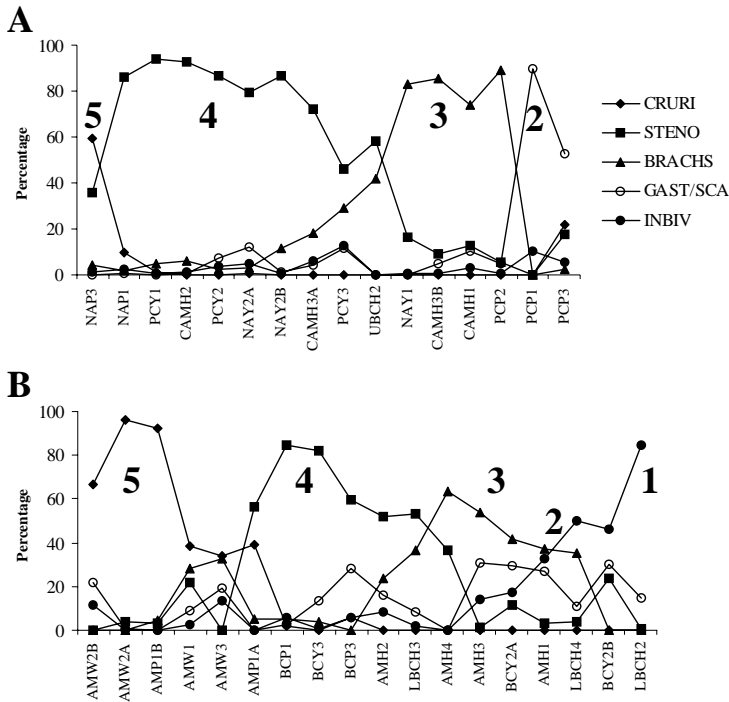 A
100
80
60
40
20
0
Percentage
5
4
3
2
CRURI
STENO
BRACHS
GAST/SCA
INBIV
NAP3
NAP1
PCY1
CAMH2
PCY2
NAY2A
NAY2B
CAMH3A
PCY3
UBCH2
NAY1
CAMH3B
CAMH1
PCP2
PCP1
PCP3
B
100
80
60
40
20
0
Percentage
5
4
3
2
1
AMW2B
AMW2A
AMP1B
AMW1
AMW3
AMP1A
BCP1
BCY3
BCP3
AMH2
LBCH3
AMH4
AMH3
BCY2A
AMH1
LBCH4
BCY2B
LBCH2